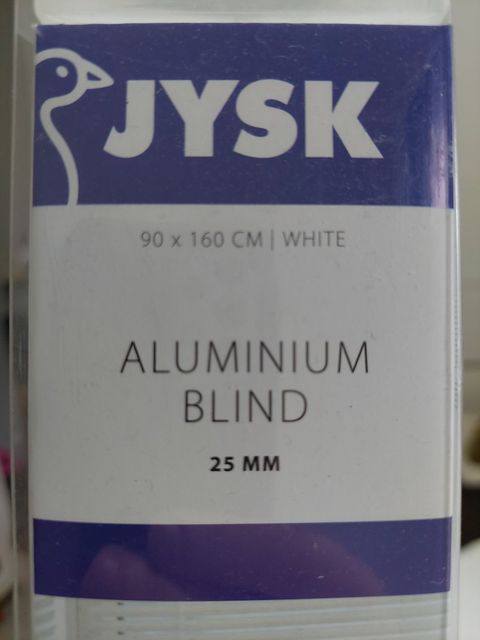 JYSK
90 x 160 CM | WHITE
ALUMINIUM
BLIND
25 MM